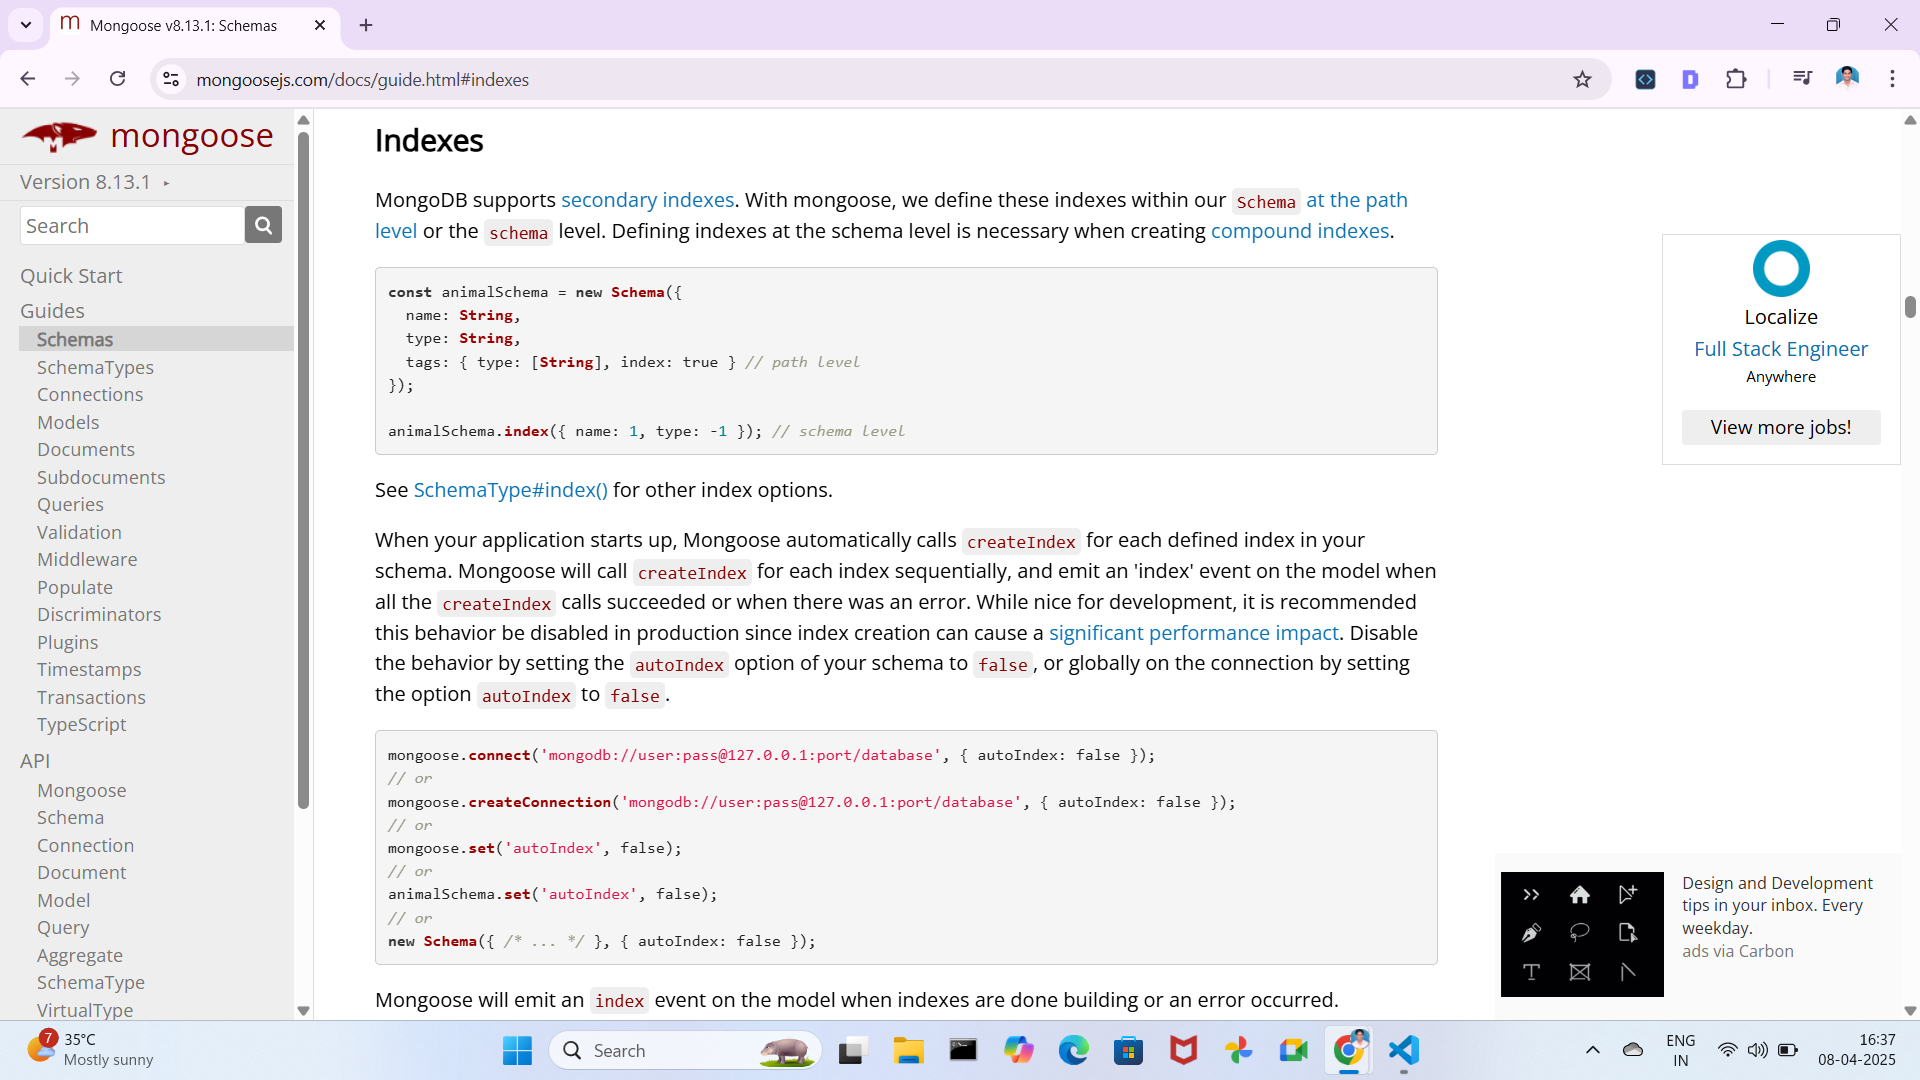 Mongoose v8.13.1: Schemas
mongoosejs.com/docs/guide.html#indexes
mongoose
Version 8.13.1
Search
Quick Start
Guides
Schemas
SchemaTypes
Connections
Models
Documents
Subdocuments
Queries
Validation
Middleware
Populate
Discriminators
Plugins
Timestamps
Transactions
TypeScript
API
Mongoose
Schema
Connection
Document
Model
Query
Aggregate
SchemaType
VirtualType
Indexes
MongoDB supports secondary indexes. With mongoose, we define these indexes within our Schema at the path
level or the schema level. Defining indexes at the schema level is necessary when creating compound indexes.
const animalSchema = new Schema({
  name: String,
  type: String,
  tags: { type: [String], index: true } // path level
});
animalSchema.index({ name: 1, type: -1 }); // schema level
See SchemaType#index() for other index options.
When your application starts up, Mongoose automatically calls createIndex for each defined index in your
schema. Mongoose will call createIndex for each index sequentially, and emit an 'index' event on the model when
all the createIndex calls succeeded or when there was an error. While nice for development, it is recommended
this behavior be disabled in production since index creation can cause a significant performance impact. Disable
the behavior by setting the autoIndex option of your schema to false, or globally on the connection by setting
the option autoIndex to false.
mongoose.connect('mongodb://user:pass@127.0.0.1:port/database', { autoIndex: false });
// or
mongoose.createConnection('mongodb://user:pass@127.0.0.1:port/database', { autoIndex: false });
// or
mongoose.set('autoIndex', false);
// or
animalSchema.set('autoIndex', false);
// or
new Schema({ /* ... */ }, { autoIndex: false });
Mongoose will emit an index event on the model when indexes are done building or an error occurred.
Localize
Full Stack Engineer
Anywhere
View more jobs!
Design and Development
tips in your inbox. Every
weekday.
ads via Carbon
7
35°C
Mostly sunny
Search
ENG
IN
16:37
08-04-2025